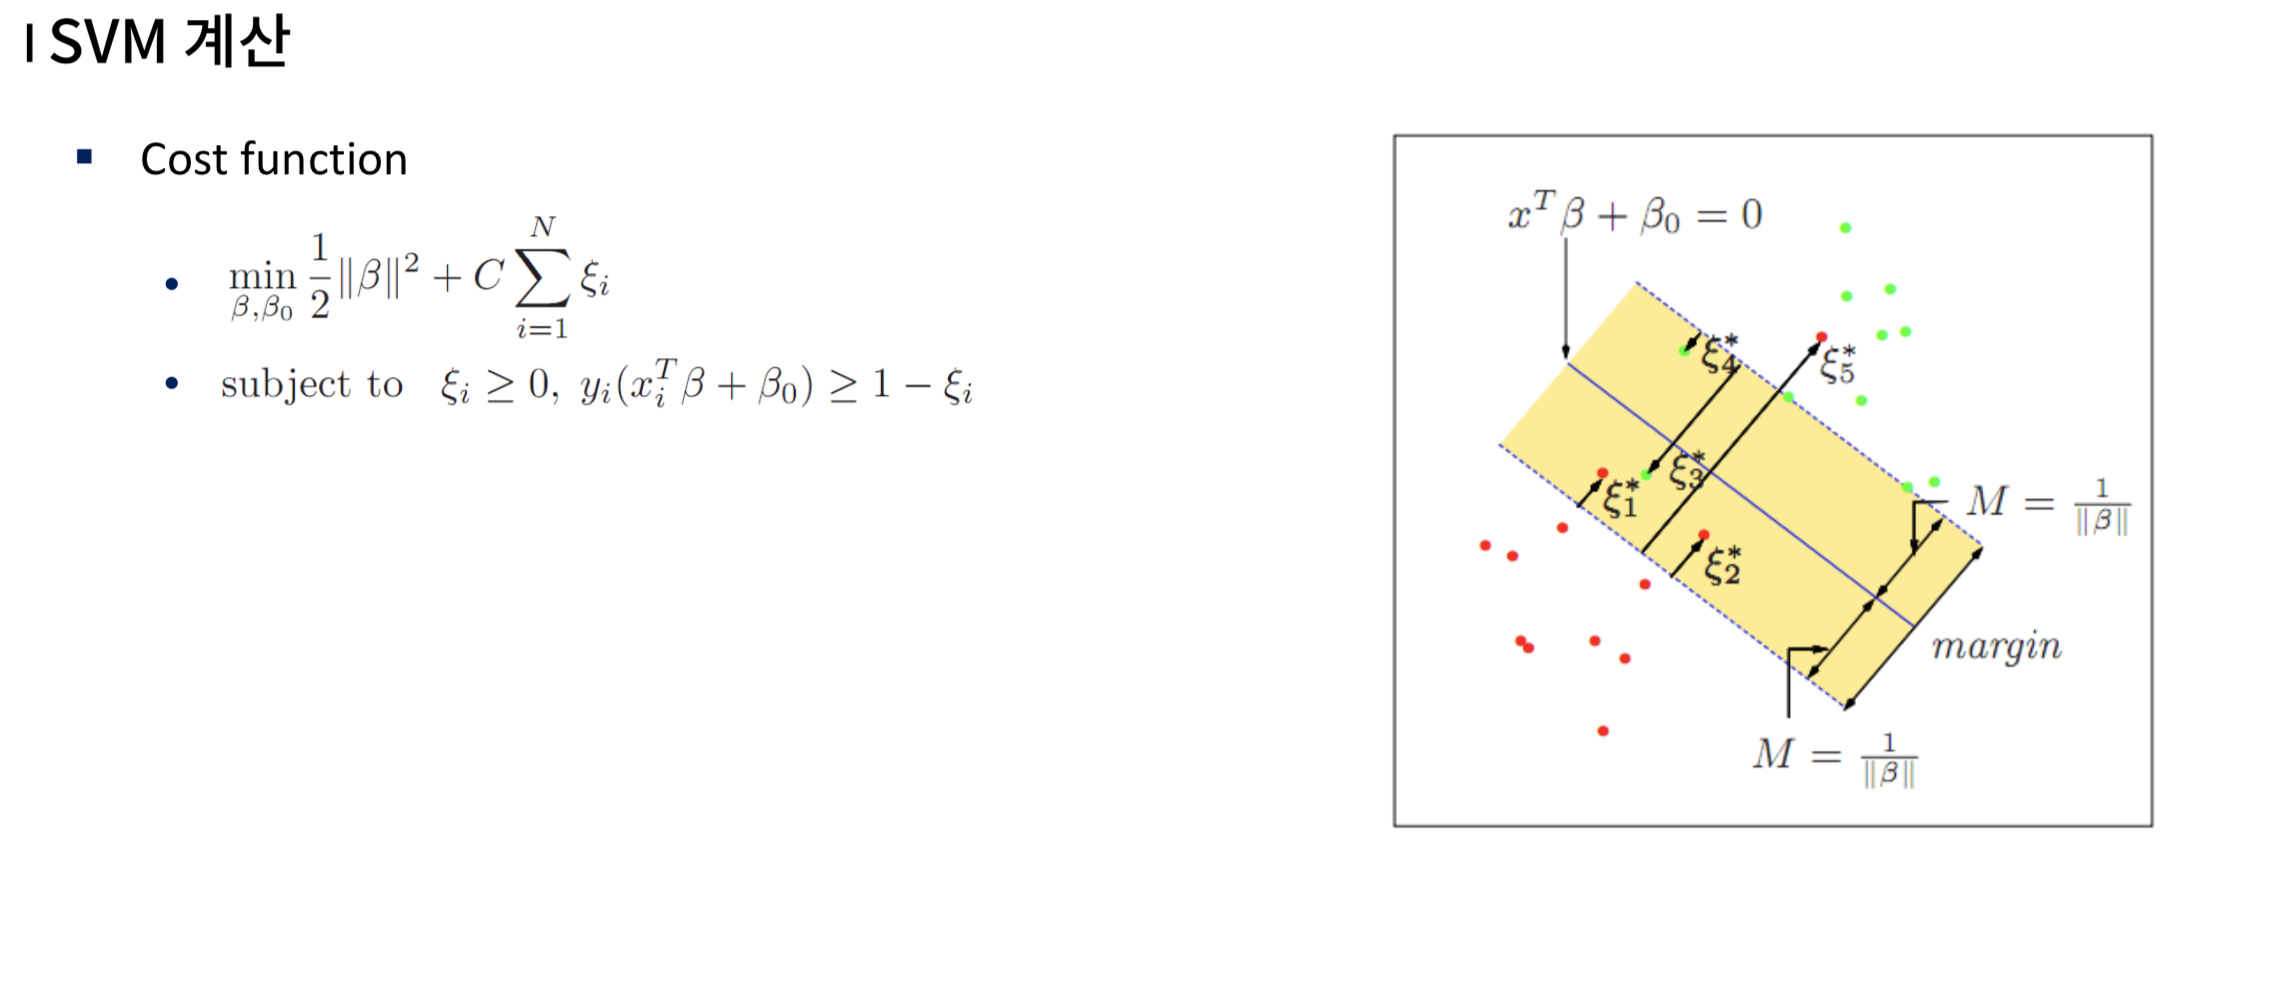 I SVM 계산
▪ Cost function
• \min_{\beta,\beta_0} \frac{1}{2}\|\beta\|^2 + C \sum_{i=1}^{N} \xi_i
• subject to \xi_i \geq 0, y_i(x_i^T \beta + \beta_0) \geq 1 - \xi_i
x^T \beta + \beta_0 = 0
\xi_4^*
\xi_5^*
\xi_3^*
\xi_1^*
M = \frac{1}{\|\beta\|}
\xi_2^*
margin
M = \frac{1}{\|\beta\|}